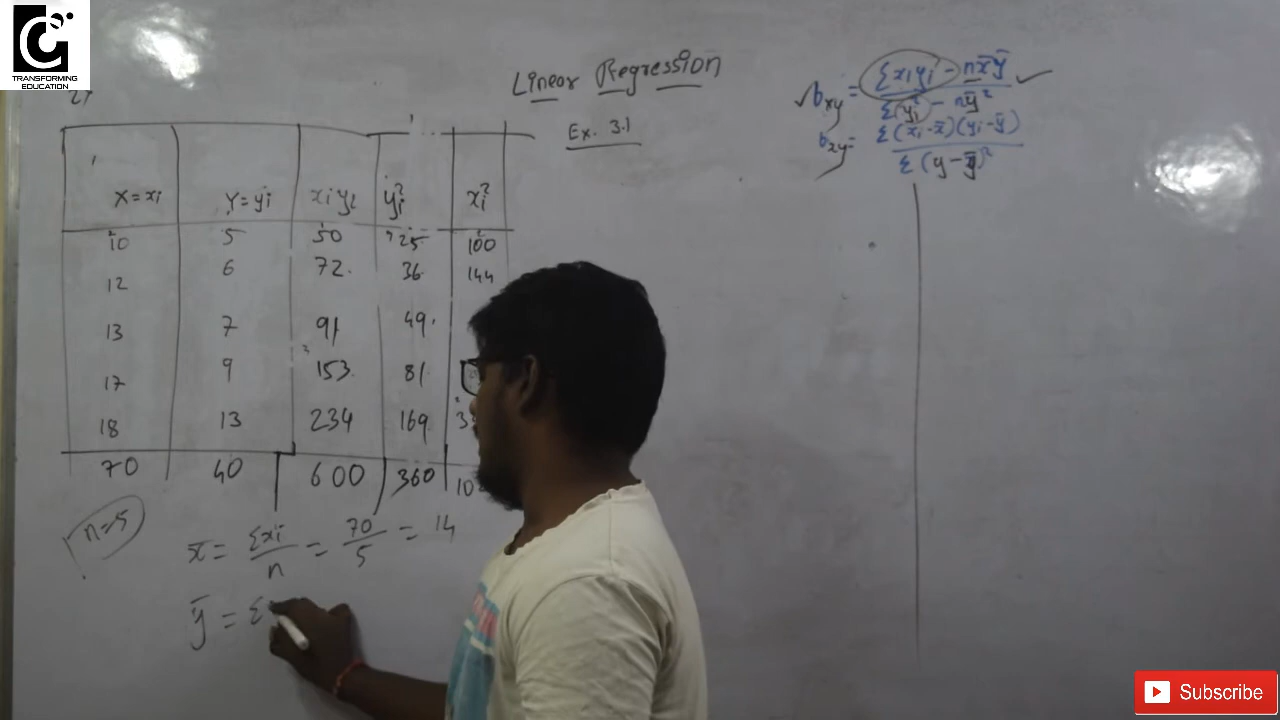 G
TRANSFORMING
EDUCATION
Linear Regression
Ex. 3.1
bxy = Σxiyi - nx̄ȳ / Σyi² - nȳ² ✓
bxy = Σ(xi-x̄)(yi-ȳ) / Σ(y-ȳ)²
X=xi Y=yi xiyi yi² xi²
10 5 50 25 100
12 6 72 36 144
13 7 91 49
17 9 153 81
18 13 234 169
70 40 600 360
n=5
x̄ = Σxi / n = 70 / 5 = 14
ȳ = Σ
Subscribe